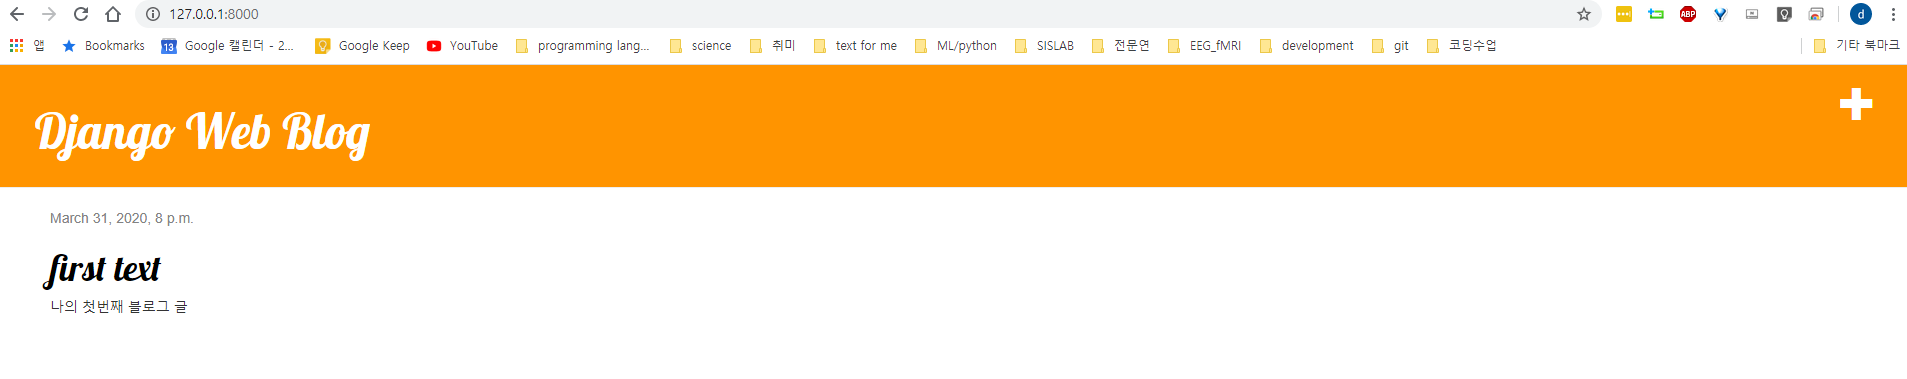 127.0.0.1:8000
ABP
d
앱 Bookmarks 13 Google 캘린더 - 2... Google Keep YouTube programming lang... science 취미 text for me ML/python SISLAB 전문연 EEG_fMRI development git 코딩수업 기타 북마크
Django Web Blog
March 31, 2020, 8 p.m.
first text
나의 첫번째 블로그 글